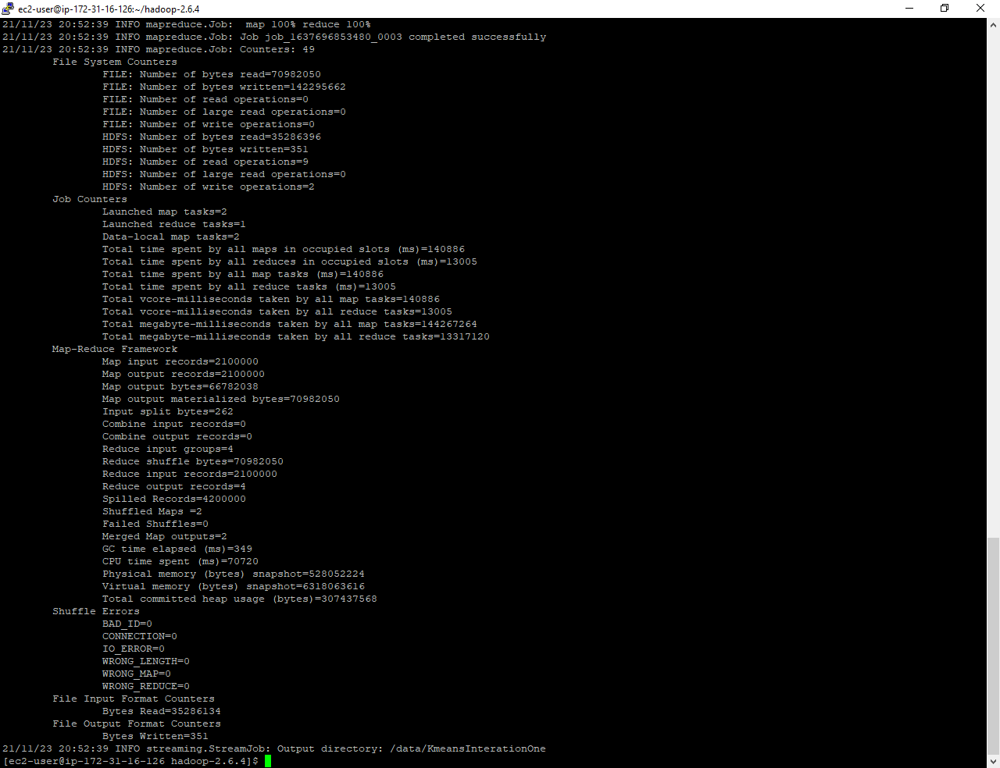 ec2-user@ip-172-31-16-126:~/hadoop-2.6.4
21/11/23 20:52:39 INFO mapreduce.Job:  map 100% reduce 100%
21/11/23 20:52:39 INFO mapreduce.Job: Job job_1637696853480_0003 completed successfully
21/11/23 20:52:39 INFO mapreduce.Job: Counters: 49
File System Counters
FILE: Number of bytes read=70982050
FILE: Number of bytes written=142295662
FILE: Number of read operations=0
FILE: Number of large read operations=0
FILE: Number of write operations=0
HDFS: Number of bytes read=35286396
HDFS: Number of bytes written=351
HDFS: Number of read operations=9
HDFS: Number of large read operations=0
HDFS: Number of write operations=2
Job Counters
Launched map tasks=2
Launched reduce tasks=1
Data-local map tasks=2
Total time spent by all maps in occupied slots (ms)=140886
Total time spent by all reduces in occupied slots (ms)=13005
Total time spent by all map tasks (ms)=140886
Total time spent by all reduce tasks (ms)=13005
Total vcore-milliseconds taken by all map tasks=140886
Total vcore-milliseconds taken by all reduce tasks=13005
Total megabyte-milliseconds taken by all map tasks=144267264
Total megabyte-milliseconds taken by all reduce tasks=13317120
Map-Reduce Framework
Map input records=2100000
Map output records=2100000
Map output bytes=66782038
Map output materialized bytes=70982050
Input split bytes=262
Combine input records=0
Combine output records=0
Reduce input groups=4
Reduce shuffle bytes=70982050
Reduce input records=2100000
Reduce output records=4
Spilled Records=4200000
Shuffled Maps =2
Failed Shuffles=0
Merged Map outputs=2
GC time elapsed (ms)=349
CPU time spent (ms)=70720
Physical memory (bytes) snapshot=528052224
Virtual memory (bytes) snapshot=6318063616
Total committed heap usage (bytes)=307437568
Shuffle Errors
BAD_ID=0
CONNECTION=0
IO_ERROR=0
WRONG_LENGTH=0
WRONG_MAP=0
WRONG_REDUCE=0
File Input Format Counters
Bytes Read=35286134
File Output Format Counters
Bytes Written=351
21/11/23 20:52:39 INFO streaming.StreamJob: Output directory: /data/KmeansInterationOne
[ec2-user@ip-172-31-16-126 hadoop-2.6.4]$